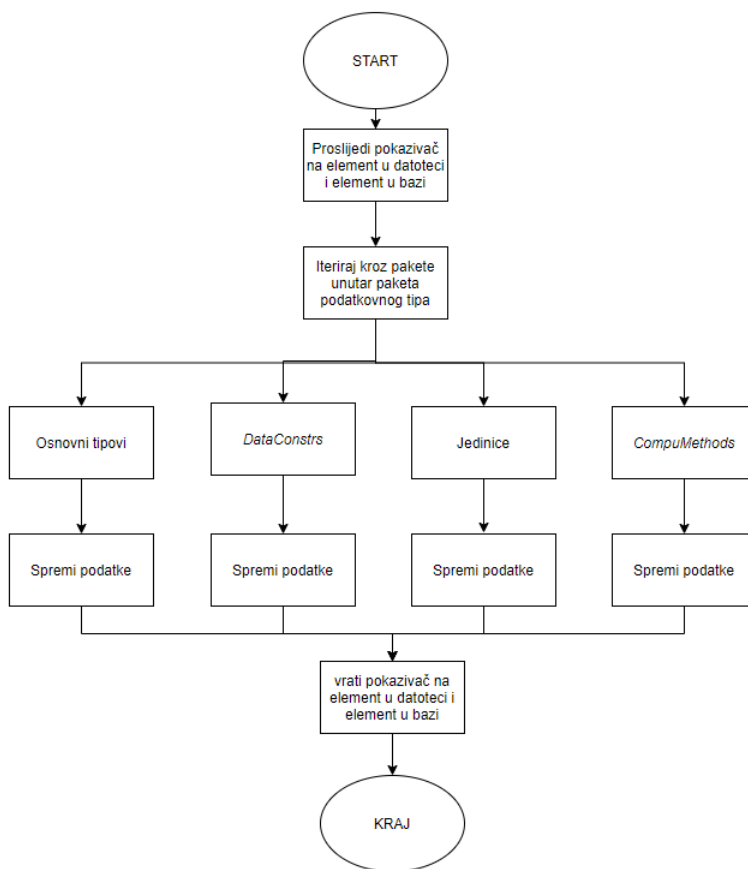 START
Proslijedi pokazivač
na element u datoteci
i element u bazi
Iteriraj kroz pakete
unutar paketa
podatkovnog tipa
Osnovni tipovi
DataConstrs
Jedinice
CompuMethods
Spremi podatke
Spremi podatke
Spremi podatke
Spremi podatke
vrati pokazivač na
element u datoteci i
element u bazi
KRAJ